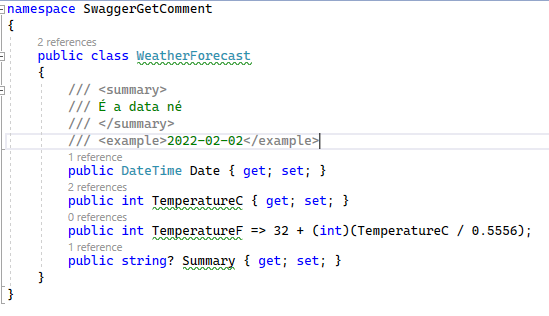 namespace SwaggerGetComment
{
2 references
public class WeatherForecast
{
/// <summary>
/// É a data né
/// </summary>
/// <example>2022-02-02</example>
1 reference
public DateTime Date { get; set; }
2 references
public int TemperatureC { get; set; }
0 references
public int TemperatureF => 32 + (int)(TemperatureC / 0.5556);
1 reference
public string? Summary { get; set; }
}
}